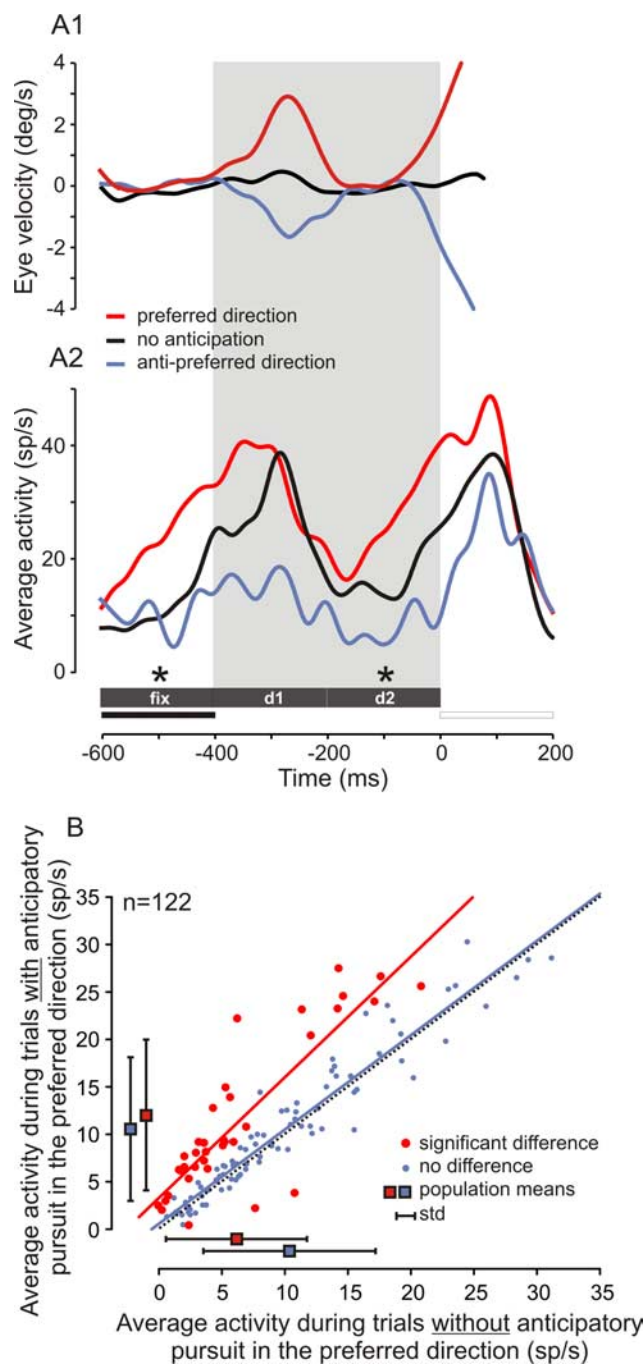 A1
Eye velocity (deg/s)
4
2
0
-2
-4
preferred direction
no anticipation
anti-preferred direction
A2
Average activity (sp/s)
40
20
0
* *
fix d1 d2
-600 -400 -200 0 200
Time (ms)
B
Average activity during trials with anticipatory
pursuit in the preferred direction (sp/s)
n=122
35
30
25
20
15
10
5
0
significant difference
no difference
population means
std
0 5 10 15 20 25 30 35
Average activity during trials without anticipatory
pursuit in the preferred direction (sp/s)